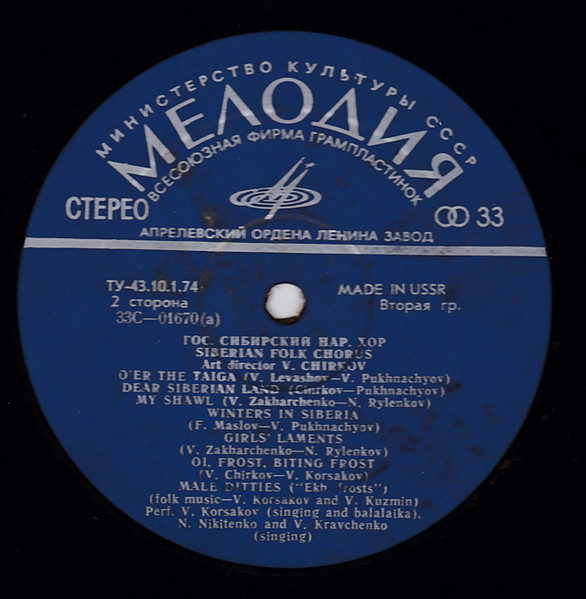 МИНИСТЕРСТВО КУЛЬТУРЫ СССР
МЕЛОДИЯ
ВСЕСОЮЗНАЯ ФИРМА ГРАМПЛАСТИНОК
СТЕРЕО
33
АПРЕЛЕВСКИЙ ОРДЕНА ЛЕНИНА ЗАВОД
ТУ-43.10.1.74
MADE IN USSR
2 сторона
Вторая гр.
33С—01670(а)
ГОС. СИБИРСКИЙ НАР. ХОР
SIBERIAN FOLK CHORUS
Art director V. CHIRKOV
O'ER THE TAIGA (V. Levashov—V. Pukhnachyov)
DEAR SIBERIAN LAND (Chirkov—Pukhnachyov)
MY SHAWL (V. Zakharchenko—N. Rylenkov)
WINTERS IN SIBERIA
(F. Maslov—V. Pukhnachyov)
GIRLS' LAMENTS
(V. Zakharchenko—N. Rylenkov)
OI, FROST, BITING FROST
(V. Chirkov—V. Korsakov)
MALE DITTIES ("Ekh, frosts")
(folk music—V. Korsakov and V. Kuzmin)
Perf. V. Korsakov (singing and balalaika),
N. Nikitenko and V. Kravchenko
(singing)